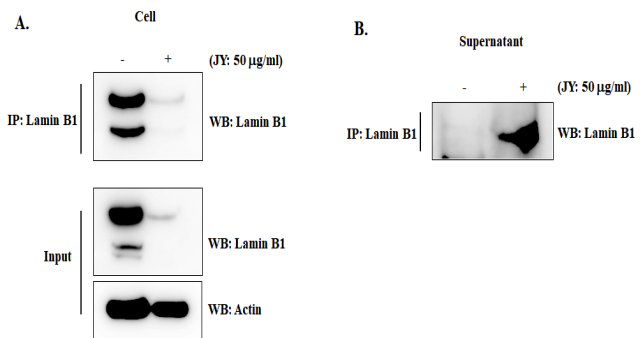 A.
Cell
- + (JY: 50 µg/ml)
IP: Lamin B1
WB: Lamin B1
Input
WB: Lamin B1
WB: Actin
B.
Supernatant
- + (JY: 50 µg/ml)
IP: Lamin B1
WB: Lamin B1